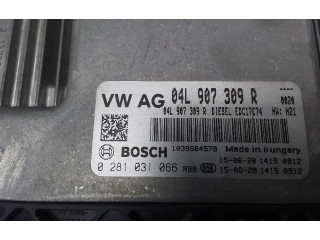 VW AG 04L 907 309 R ----
04L 907 309 R DIESEL EDC17C74 0020
HW: H21
BOSCH 1039S84570 Made in Hungary
0 281 031 066 15-06-20 1415 0912
15-06-20 1415 0912